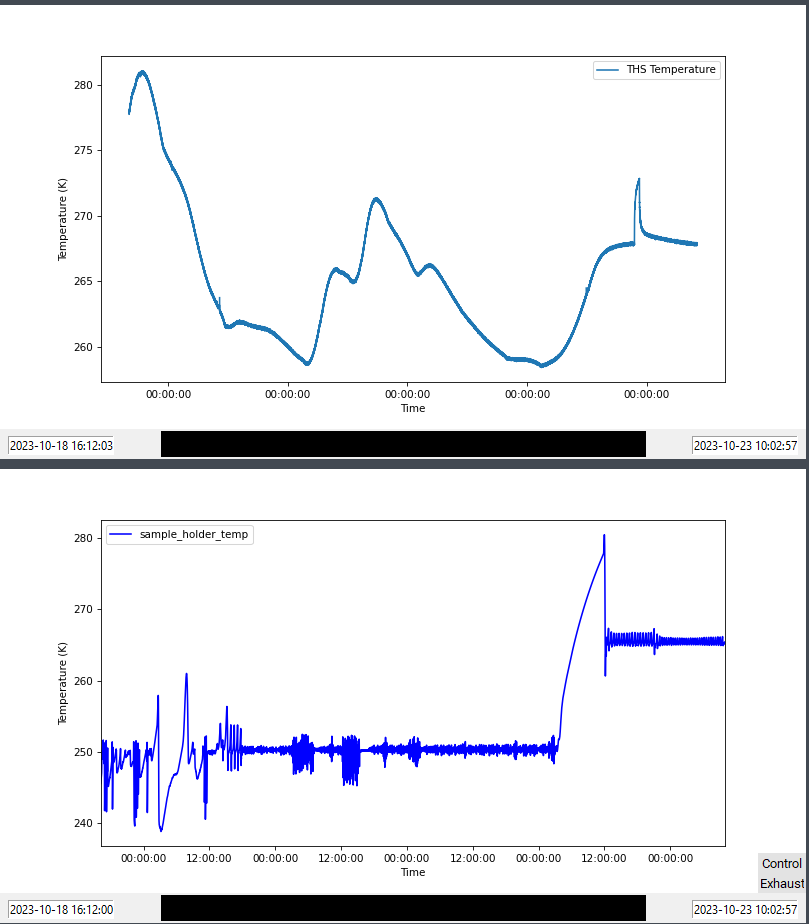 THS Temperature
280
275
270
265
260
Temperature (K)
00:00:00 00:00:00 00:00:00 00:00:00 00:00:00
Time
2023-10-18 16:12:03 2023-10-23 10:02:57
sample_holder_temp
280
270
260
250
240
Temperature (K)
00:00:00 12:00:00 00:00:00 12:00:00 00:00:00 12:00:00 00:00:00 12:00:00 00:00:00
Time
Control
Exhaust
2023-10-18 16:12:00 2023-10-23 10:02:57